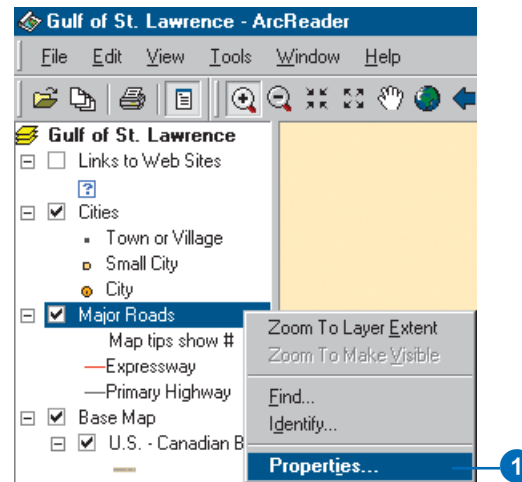 Gulf of St. Lawrence - ArcReader
File Edit View Tools Window Help
Gulf of St. Lawrence
Links to Web Sites
?
Cities
Town or Village
Small City
City
Major Roads
Map tips show #
Expressway
Primary Highway
Base Map
U.S. - Canadian B
Zoom To Layer Extent
Zoom To Make Visible
Find...
Identify...
Properties...
1